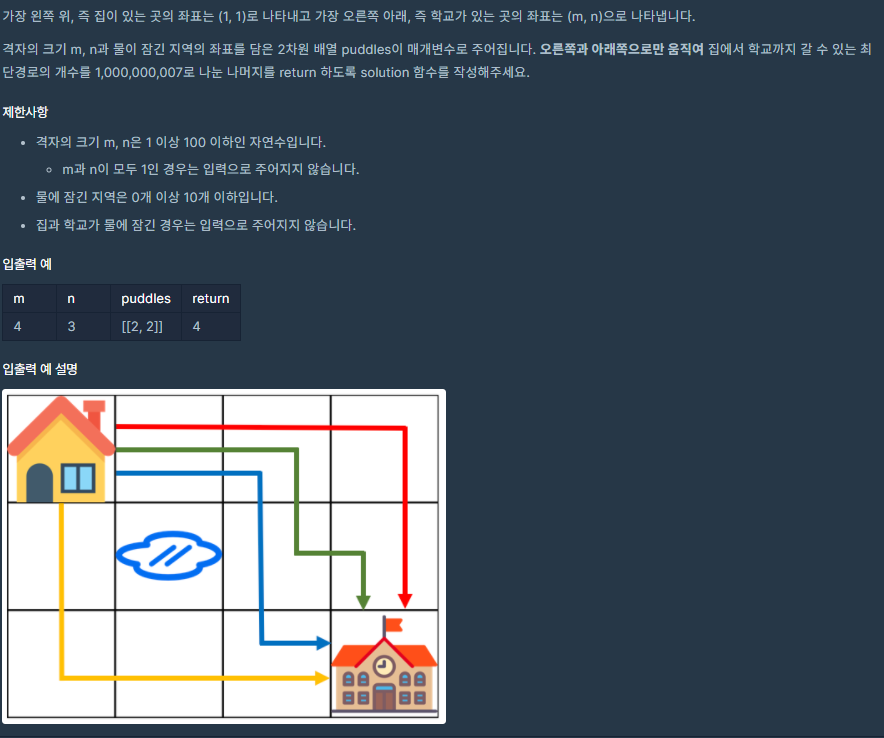 가장 왼쪽 위, 즉 집이 있는 곳의 좌표는 (1, 1)로 나타내고 가장 오른쪽 아래, 즉 학교가 있는 곳의 좌표는 (m, n)으로 나타냅니다.
격자의 크기 m, n과 물이 잠긴 지역의 좌표를 담은 2차원 배열 puddles이 매개변수로 주어집니다. 오른쪽과 아래쪽으로만 움직여 집에서 학교까지 갈 수 있는 최
단경로의 개수를 1,000,000,007로 나눈 나머지를 return 하도록 solution 함수를 작성해주세요.
제한사항
• 격자의 크기 m, n은 1 이상 100 이하인 자연수입니다.
◦ m과 n이 모두 1인 경우는 입력으로 주어지지 않습니다.
• 물에 잠긴 지역은 0개 이상 10개 이하입니다.
• 집과 학교가 물에 잠긴 경우는 입력으로 주어지지 않습니다.
입출력 예
m n puddles return
4 3 [[2, 2]] 4
입출력 예 설명